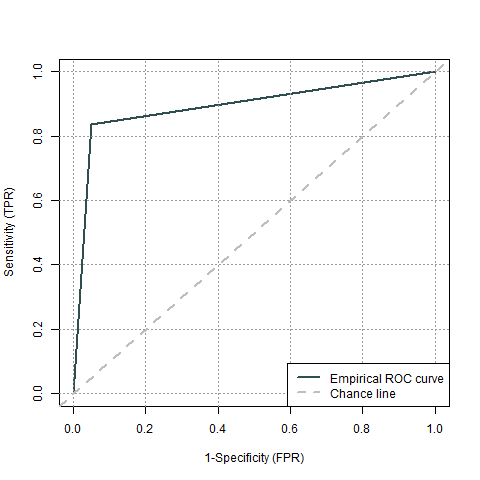 Sensitivity (TPR)
1.0
0.8
0.6
0.4
0.2
0.0
Empirical ROC curve
Chance line
0.0 0.2 0.4 0.6 0.8 1.0
1-Specificity (FPR)